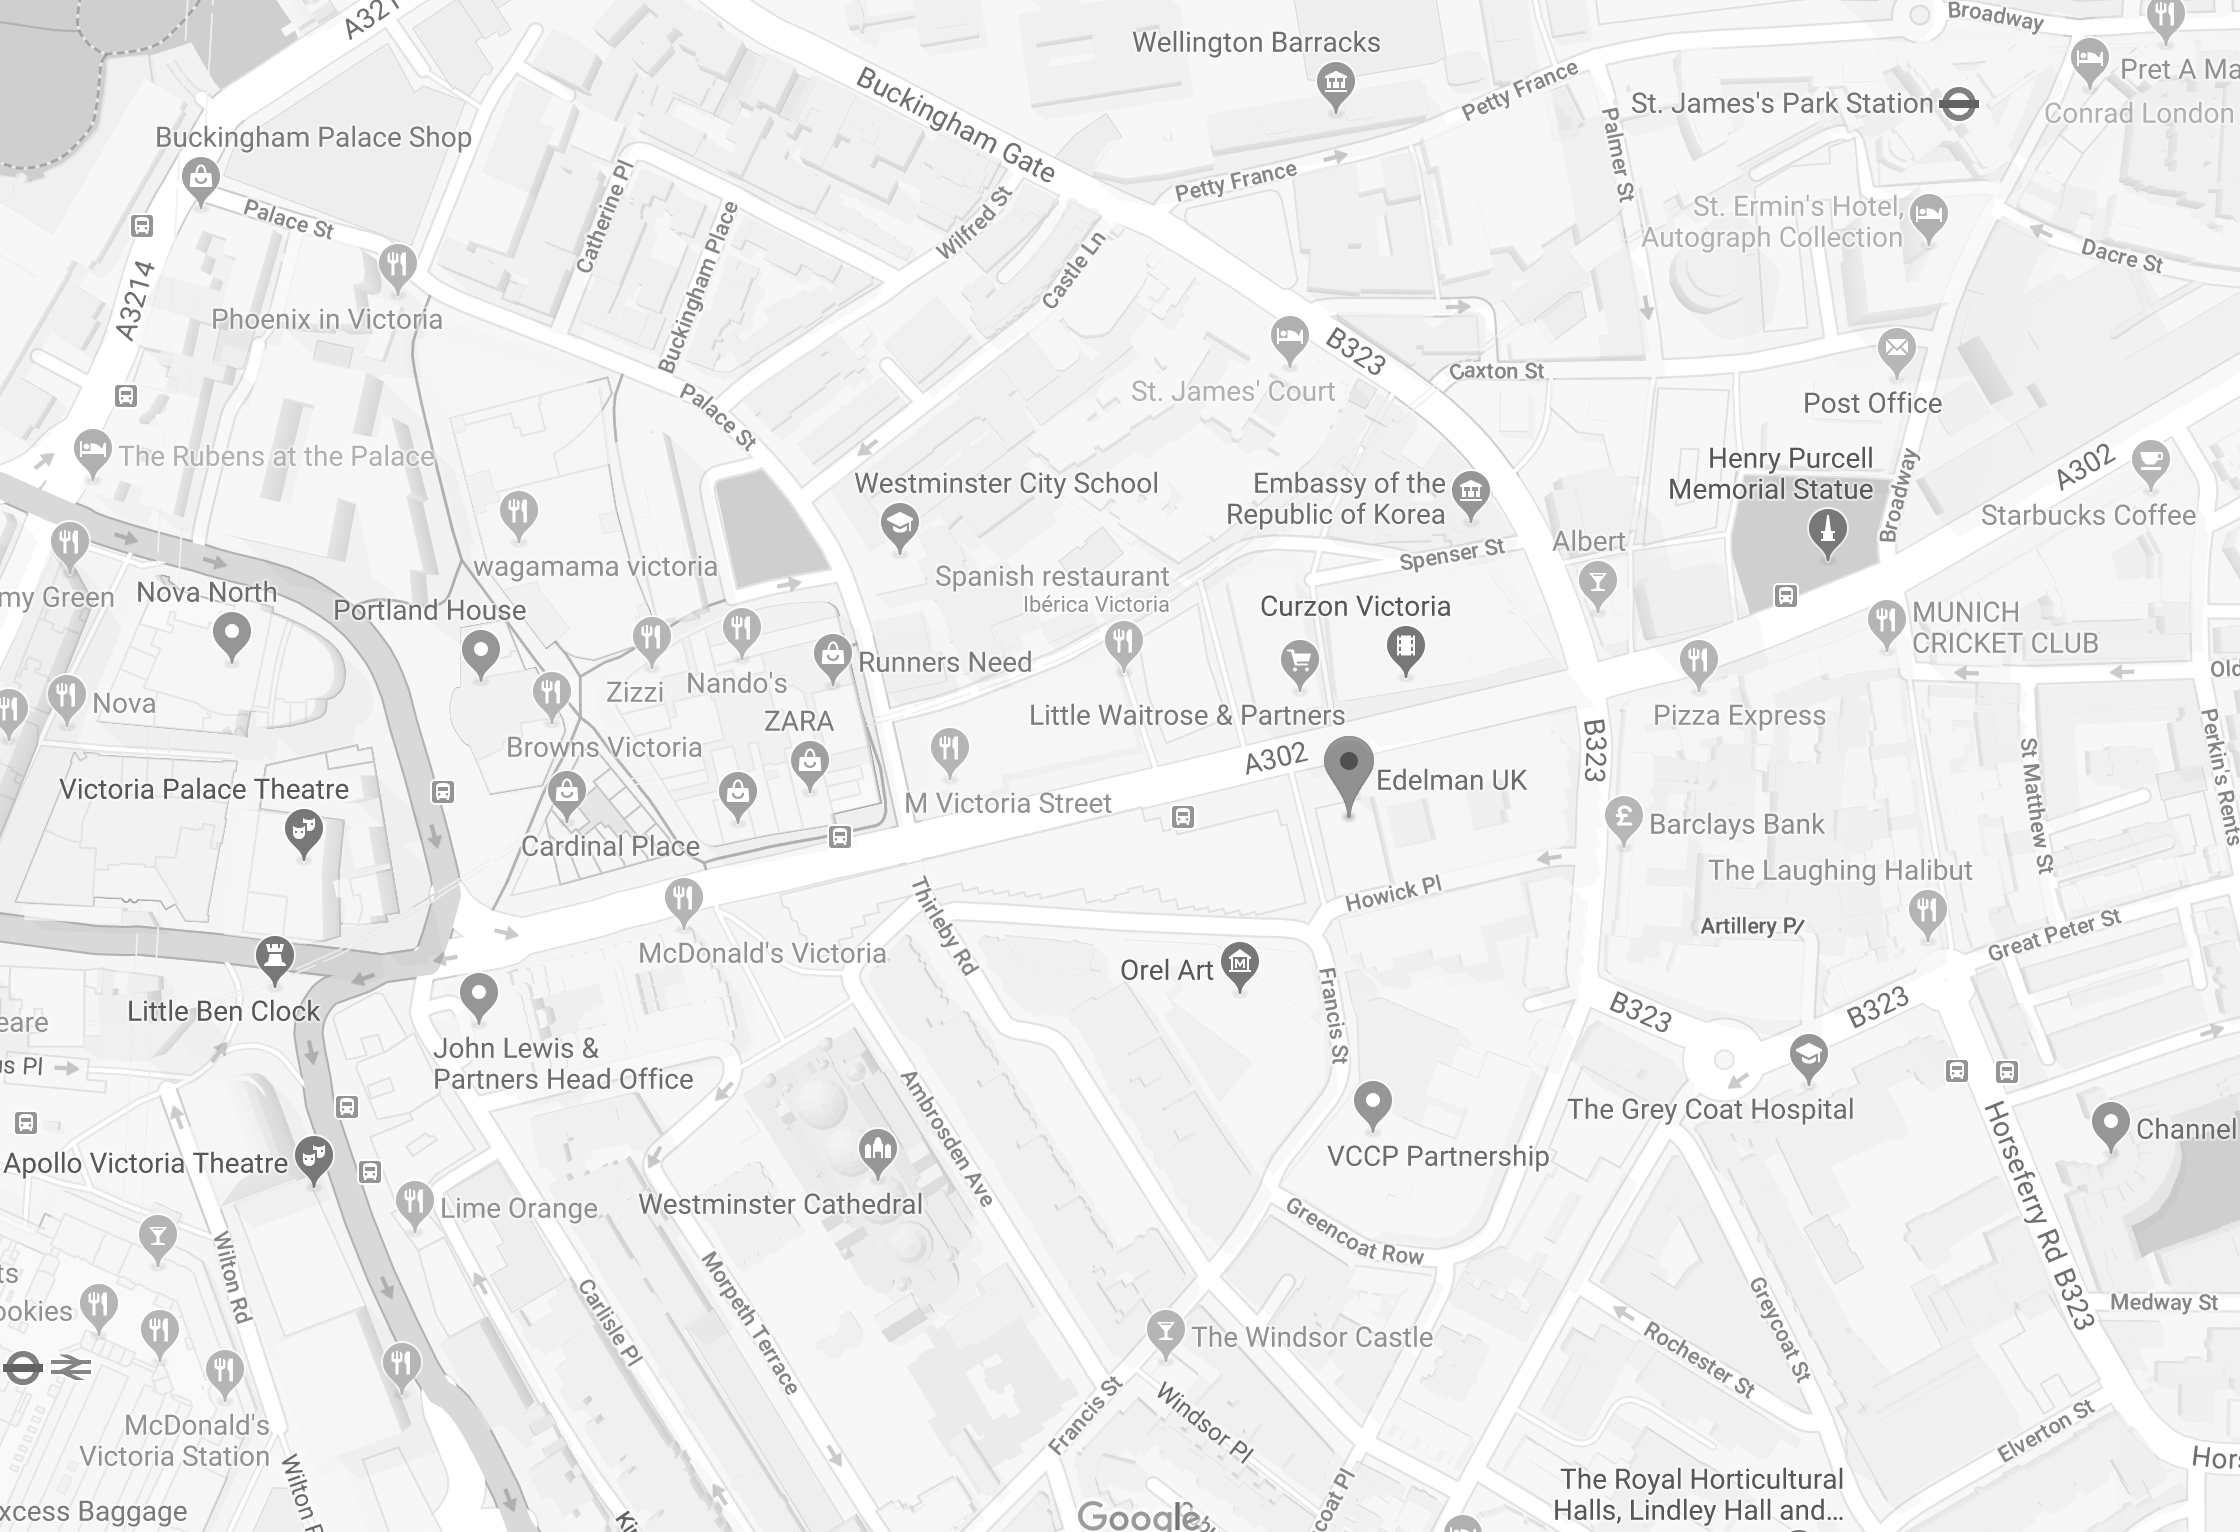 A321
Wellington Barracks
Broadway
Buckingham Gate
Petty France
St. James's Park Station
Pret A Ma
Conrad London
Buckingham Palace Shop
Palace St
Catherine Pl
Buckingham Place
Wilfred St
Castle Ln
Petty France
Palmer St
St. Ermin's Hotel,
Autograph Collection
Dacre St
A3214
Phoenix in Victoria
B323
St. James' Court
Caxton St
Post Office
Palace St
The Rubens at the Palace
Westminster City School
Embassy of the
Republic of Korea
Henry Purcell
Memorial Statue
Broadway
A302
Starbucks Coffee
wagamama victoria
Spanish restaurant
Ibérica Victoria
Spenser St
Albert
my Green
Nova North
Portland House
Curzon Victoria
MUNICH
CRICKET CLUB
Old
Nova
Zizzi
Nando's
Runners Need
ZARA
Browns Victoria
Little Waitrose & Partners
Pizza Express
B323
A302
Edelman UK
Victoria Palace Theatre
M Victoria Street
St Matthew St
Perkin's Rents
Cardinal Place
Barclays Bank
The Laughing Halibut
Thirleby Rd
Howick Pl
Artillery P
Great Peter St
McDonald's Victoria
Orel Art
Francis St
Little Ben Clock
B323
B323
eare
us Pl
John Lewis &
Partners Head Office
Ambrosden Ave
The Grey Coat Hospital
Horseferry Rd
B323
Channel
VCCP Partnership
Apollo Victoria Theatre
Lime Orange
Westminster Cathedral
Greencoat Row
Wilton Rd
ts
ookies
Carlisle Pl
Morpeth Terrace
The Windsor Castle
Rochester St
Greycoat St
Medway St
McDonald's
Victoria Station
Francis St
Windsor Pl
Elverton St
Hors
Wilton R
xcess Baggage
Ki
Google
coat Pl
The Royal Horticultural
Halls, Lindley Hall and...